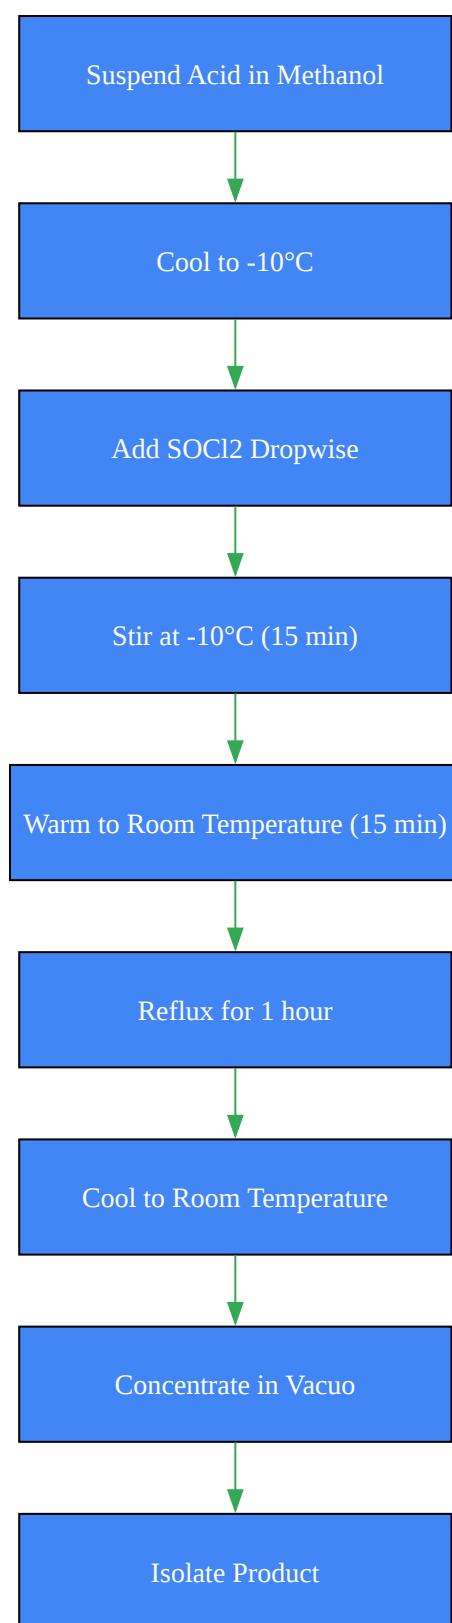 Suspend Acid in Methanol
Cool to -10°C
Add SOCl2 Dropwise
Stir at -10°C (15 min)
Warm to Room Temperature (15 min)
Reflux for 1 hour
Cool to Room Temperature
Concentrate in Vacuo
Isolate Product